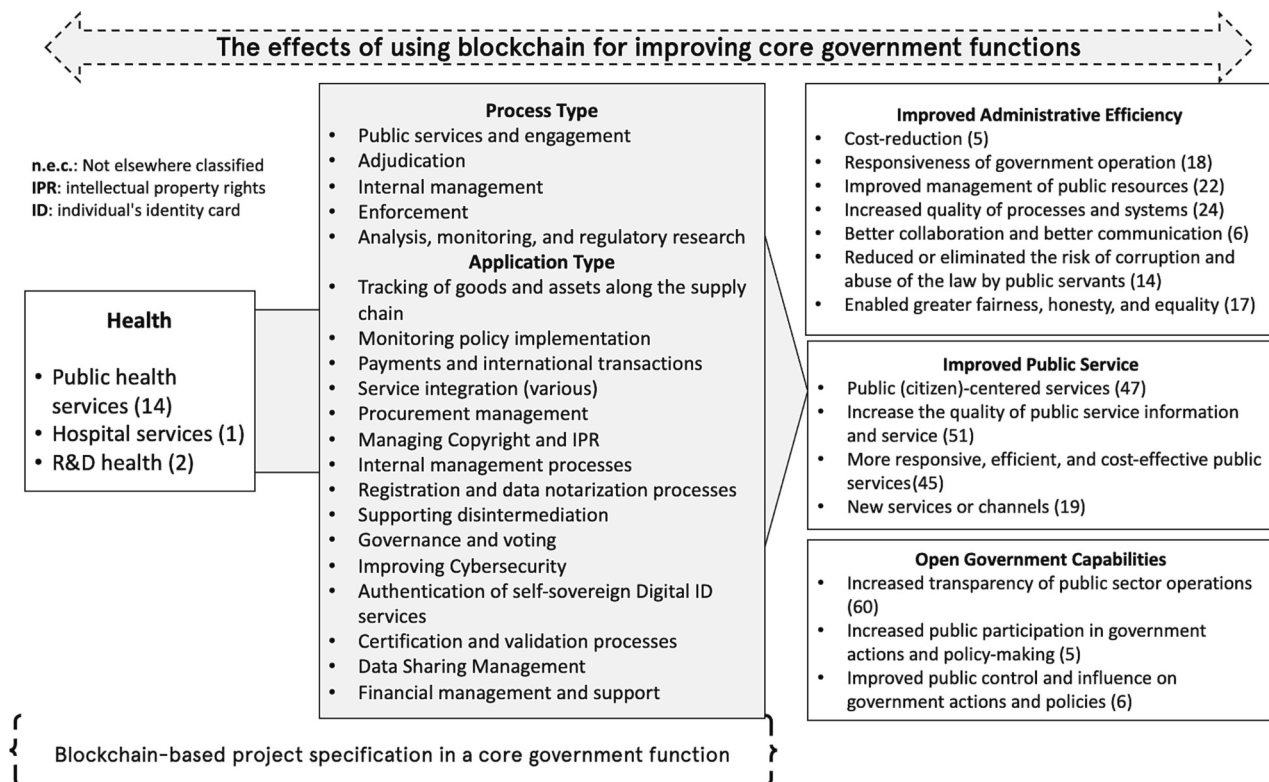 The effects of using blockchain for improving core government functions
n.e.c.: Not elsewhere classified
IPR: intellectual property rights
ID: individual's identity card
Health
• Public health
services (14)
• Hospital services (1)
• R&D health (2)
Process Type
• Public services and engagement
• Adjudication
• Internal management
• Enforcement
• Analysis, monitoring, and regulatory research
Application Type
• Tracking of goods and assets along the supply
chain
• Monitoring policy implementation
• Payments and international transactions
• Service integration (various)
• Procurement management
• Managing Copyright and IPR
• Internal management processes
• Registration and data notarization processes
• Supporting disintermediation
• Governance and voting
• Improving Cybersecurity
• Authentication of self-sovereign Digital ID
services
• Certification and validation processes
• Data Sharing Management
• Financial management and support
Improved Administrative Efficiency
• Cost-reduction (5)
• Responsiveness of government operation (18)
• Improved management of public resources (22)
• Increased quality of processes and systems (24)
• Better collaboration and better communication (6)
• Reduced or eliminated the risk of corruption and
abuse of the law by public servants (14)
• Enabled greater fairness, honesty, and equality (17)
Improved Public Service
• Public (citizen)-centered services (47)
• Increase the quality of public service information
and service (51)
• More responsive, efficient, and cost-effective public
services(45)
• New services or channels (19)
Open Government Capabilities
• Increased transparency of public sector operations
(60)
• Increased public participation in government
actions and policy-making (5)
• Improved public control and influence on
government actions and policies (6)
Blockchain-based project specification in a core government function